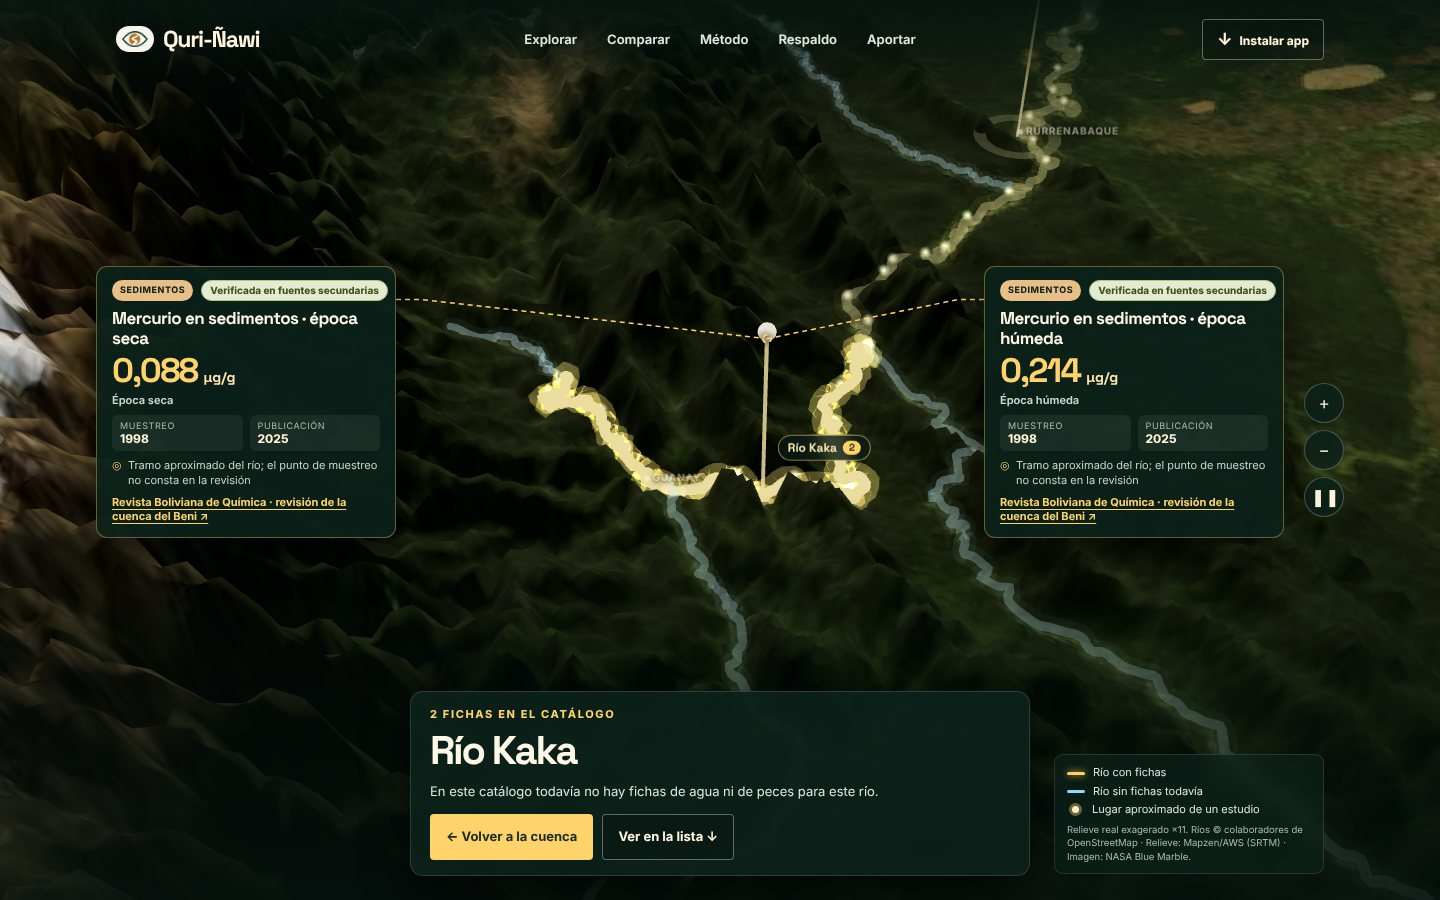 Quri-Ñawi
Explorar
Comparar
Método
Respaldo
Aportar
↓ Instalar app
RURRENABAQUE
SEDIMENTOS
Verificada en fuentes secundarias
Mercurio en sedimentos · época
seca
0,088 µg/g
Época seca
MUESTREO
1998
PUBLICACIÓN
2025
◎ Tramo aproximado del río; el punto de muestreo
no consta en la revisión
Revista Boliviana de Química · revisión de la
cuenca del Beni ↗
SEDIMENTOS
Verificada en fuentes secundarias
Mercurio en sedimentos · época
húmeda
0,214 µg/g
Época húmeda
MUESTREO
1998
PUBLICACIÓN
2025
◎ Tramo aproximado del río; el punto de muestreo
no consta en la revisión
Revista Boliviana de Química · revisión de la
cuenca del Beni ↗
+
−
Río Kaka 2
GUANAY
2 FICHAS EN EL CATÁLOGO
Río Kaka
En este catálogo todavía no hay fichas de agua ni de peces para este río.
← Volver a la cuenca
Ver en la lista ↓
Río con fichas
Río sin fichas todavía
Lugar aproximado de un estudio
Relieve real exagerado ×11. Ríos © colaboradores de
OpenStreetMap · Relieve: Mapzen/AWS (SRTM) ·
Imagen: NASA Blue Marble.